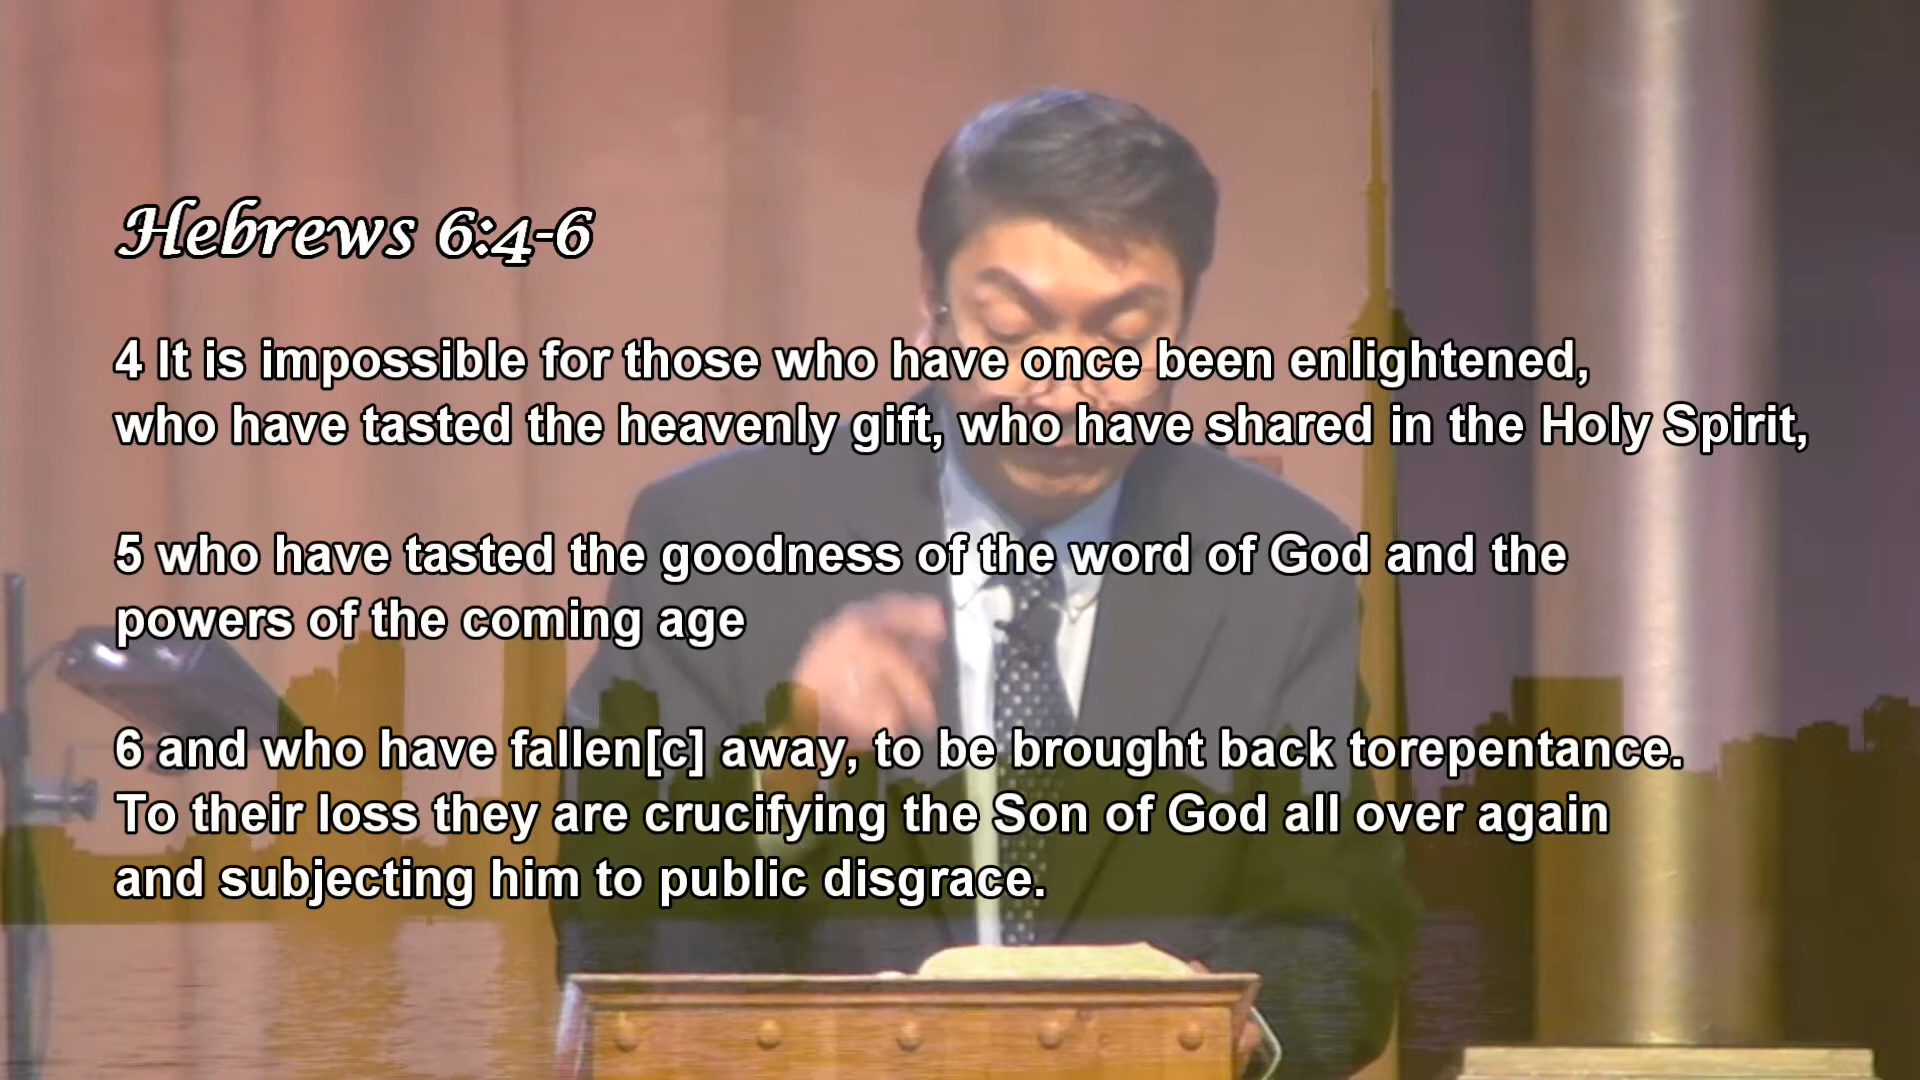 Hebrews 6:4-6
4 It is impossible for those who have once been enlightened,
who have tasted the heavenly gift, who have shared in the Holy Spirit,
5 who have tasted the goodness of the word of God and the
powers of the coming age
6 and who have fallen[c] away, to be brought back torepentance.
To their loss they are crucifying the Son of God all over again
and subjecting him to public disgrace.